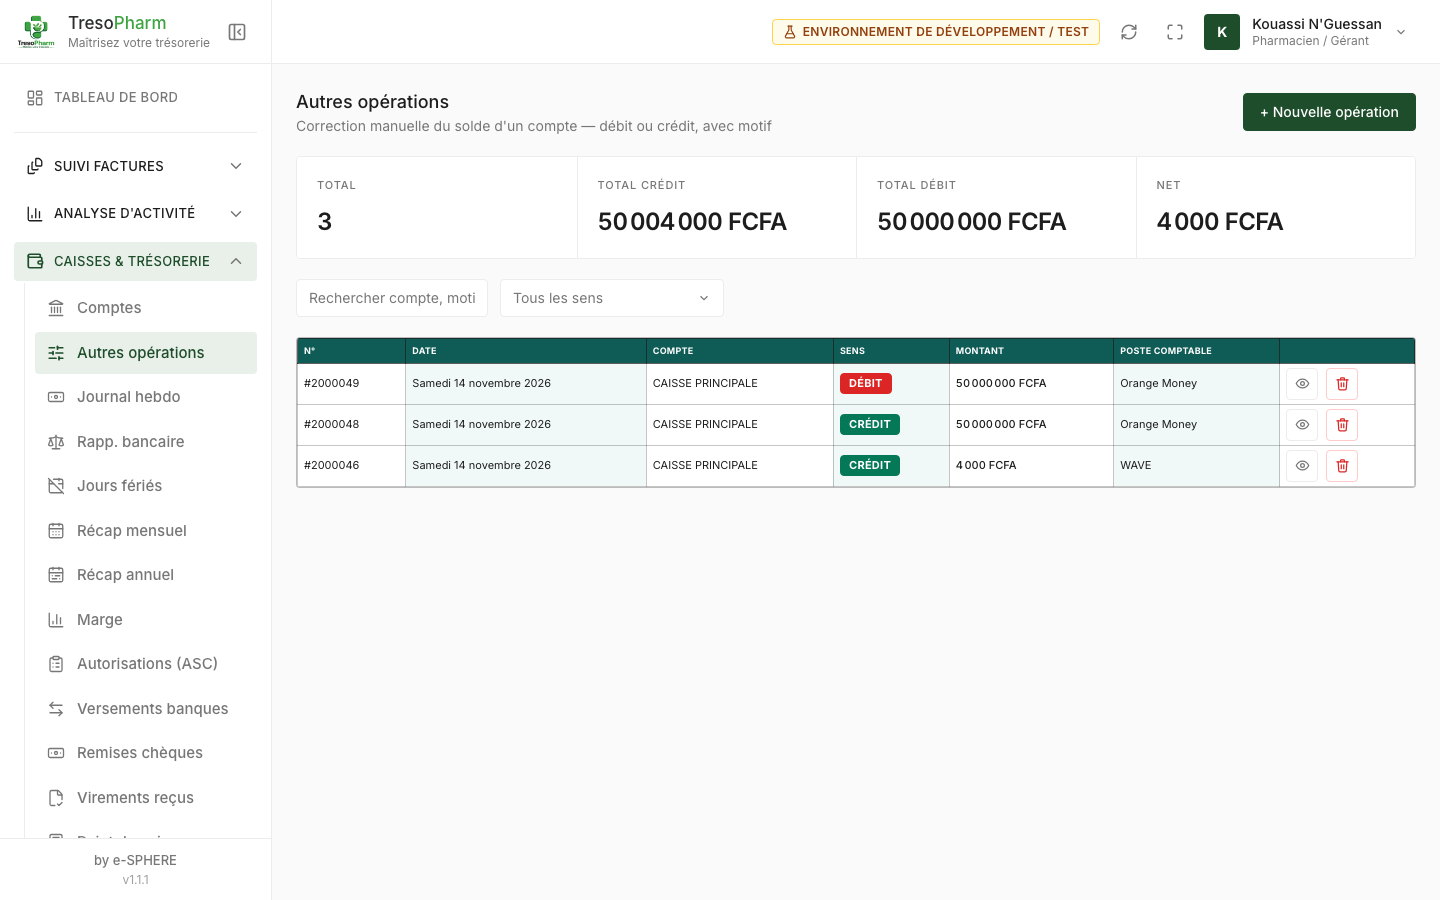 TresoPharm
Maîtrisez votre trésorerie
TresoPharm
ENVIRONNEMENT DE DÉVELOPPEMENT / TEST
K
Kouassi N'Guessan
Pharmacien / Gérant
TABLEAU DE BORD
SUIVI FACTURES
ANALYSE D'ACTIVITÉ
CAISSES & TRÉSORERIE
Comptes
Autres opérations
Journal hebdo
Rapp. bancaire
Jours fériés
Récap mensuel
Récap annuel
Marge
Autorisations (ASC)
Versements banques
Remises chèques
Virements reçus
by e-SPHERE
v1.1.1
Autres opérations
Correction manuelle du solde d'un compte — débit ou crédit, avec motif
+ Nouvelle opération
TOTAL
3
TOTAL CRÉDIT
50 004 000 FCFA
TOTAL DÉBIT
50 000 000 FCFA
NET
4 000 FCFA
Rechercher compte, moti
Tous les sens
N° DATE COMPTE SENS MONTANT POSTE COMPTABLE
#2000049 Samedi 14 novembre 2026 CAISSE PRINCIPALE DÉBIT 50 000 000 FCFA Orange Money
#2000048 Samedi 14 novembre 2026 CAISSE PRINCIPALE CRÉDIT 50 000 000 FCFA Orange Money
#2000046 Samedi 14 novembre 2026 CAISSE PRINCIPALE CRÉDIT 4 000 FCFA WAVE